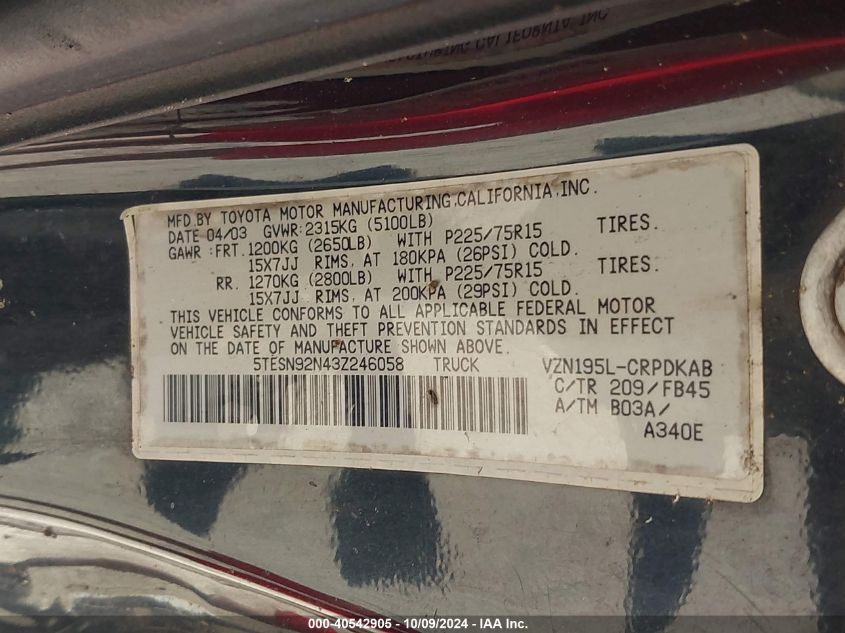 MFD BY TOYOTA MOTOR MANUFACTURING,CALIFORNIA,INC.
DATE 04/03 GVWR:2315KG (5100LB)
GAWR :FRT.1200KG (2650LB) WITH P225/75R15 TIRES.
15X7JJ RIMS, AT 180KPA (26PSI) COLD.
RR. 1270KG (2800LB) WITH P225/75R15 TIRES.
15X7JJ RIMS, AT 200KPA (29PSI) COLD.
THIS VEHICLE CONFORMS TO ALL APPLICABLE FEDERAL MOTOR
VEHICLE SAFETY AND THEFT PREVENTION STANDARDS IN EFFECT
ON THE DATE OF MANUFACTURE SHOWN ABOVE.
5TESN92N43Z246058 TRUCK VZN195L-CRPDKAB
C/TR 209/FB45
A/TM B03A/
A340E
000-40542905 - 10/09/2024 - IAA Inc.